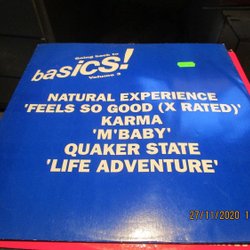 Going back to
basics!
Volume 3
NATURAL EXPERIENCE
'FEELS SO GOOD (X RATED)'
KARMA
'M'BABY'
QUAKER STATE
'LIFE ADVENTURE'
27/11/2020 1